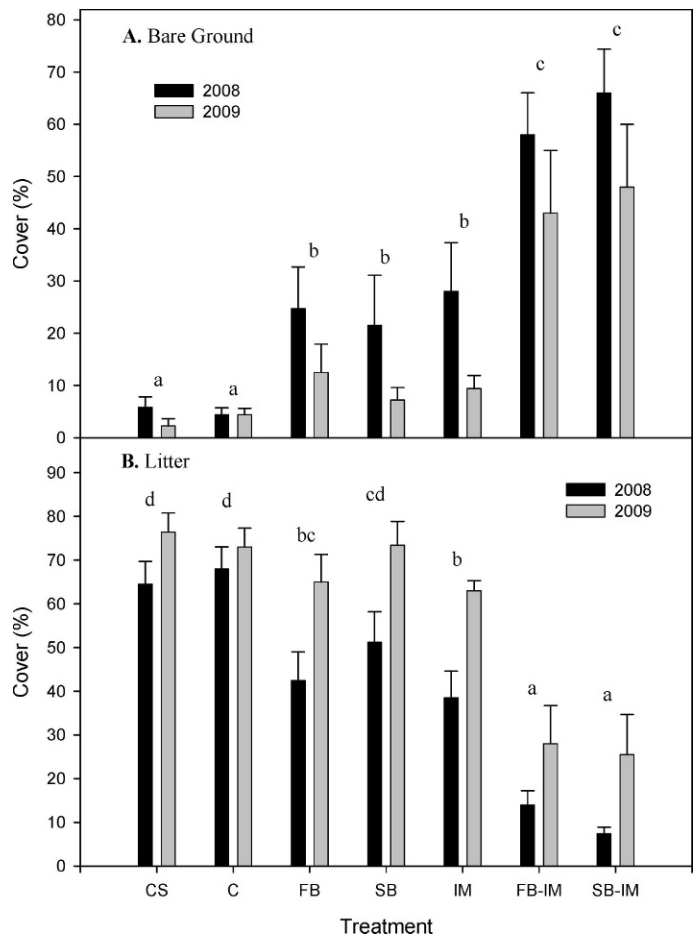 A. Bare Ground
2008
2009
80
70
60
50
40
30
20
10
0
Cover (%)
a
a
b
b
b
c
c
B. Litter
2008
2009
90
80
70
60
50
40
30
20
10
0
Cover (%)
d
d
bc
cd
b
a
a
CS C FB SB IM FB-IM SB-IM
Treatment